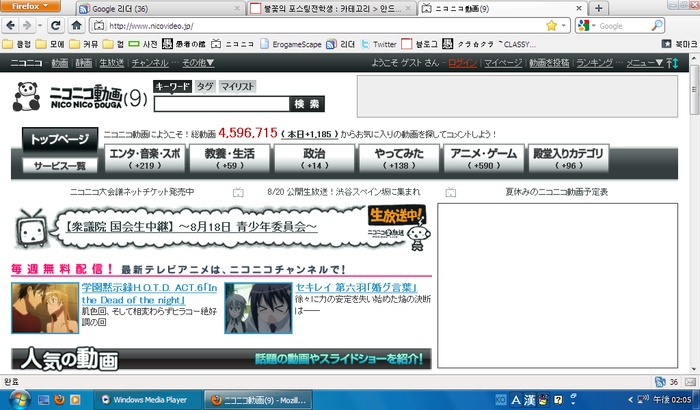 Firefox
Google 리더 (36)
불꽃의 포스팅전학생 : 카테고리 > 안드...
ニコニコ動画(9)
http://www.nicovideo.jp/
Google
클럽
모에
커뮤
컴
사전
愚者の館
ニコニコ
ErogameScape
리더
Twitter
블로그
クラ☆クラ ~CLASSY...
북마크
ニコニコ
動画
静画
生放送
チャンネル
その他▼
ようこそ ゲスト さん
ログイン
マイページ
動画を投稿
ランキング
メニュー▼
ニコニコ動画(9)
NICO NICO DOUGA
キーワード
タグ
マイリスト
検 索
トップページ
サービス一覧
ニコニコ動画にようこそ！総動画 4,596,715 (本日+1,185) からお気に入りの動画を探してコメントしよう！
エンタ・音楽・スポ
(+219)
教養・生活
(+59)
政治
(+14)
やってみた
(+138)
アニメ・ゲーム
(+590)
殿堂入りカテゴリ
(+96)
ニコニコ大会議ネットチケット発売中
8/20 公開生放送！渋谷スペイン坂に集まれ
夏休みのニコニコ動画予定表
【衆議院 国会生中継】 ～8月18日 青少年委員会～
生放送中!
毎週無料配信！ 最新テレビアニメは、ニコニコチャンネルで！
学園黙示録H.O.T.D. ACT.6「In the Dead of the night」
肌色回、そして相変わらずヒラコー絶好調の回
セキレイ 第六羽「婚グ言葉」
徐々に力の安定を失い始めた焔の決断は――
人気の動画
話題の動画やスライドショーを紹介！
완료
36
Windows Media Player
ニコニコ動画(9) - Mozill...
A 漢
午後 02:05